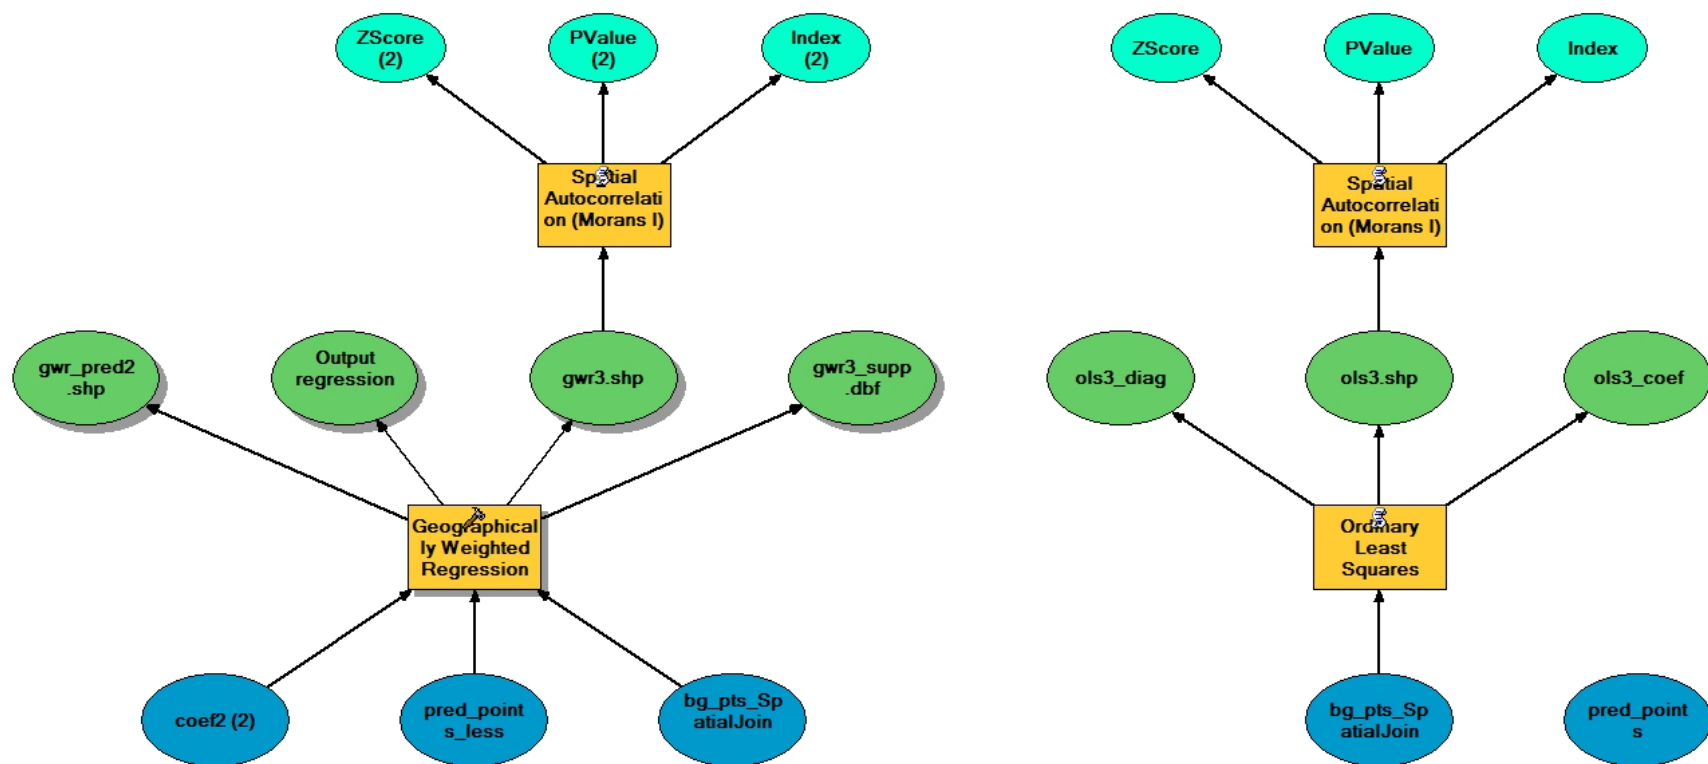 ZScore
(2)
PValue
(2)
Index
(2)
ZScore
PValue
Index
Spatial
Autocorrelati
on (Morans I)
Spatial
Autocorrelati
on (Morans I)
gwr_pred2
.shp
Output
regression
gwr3.shp
gwr3_supp
.dbf
ols3_diag
ols3.shp
ols3_coef
Geographical
ly Weighted
Regression
Ordinary
Least
Squares
coef2 (2)
pred_point
s_less
bg_pts_Sp
atialJoin
bg_pts_Sp
atialJoin
pred_point
s